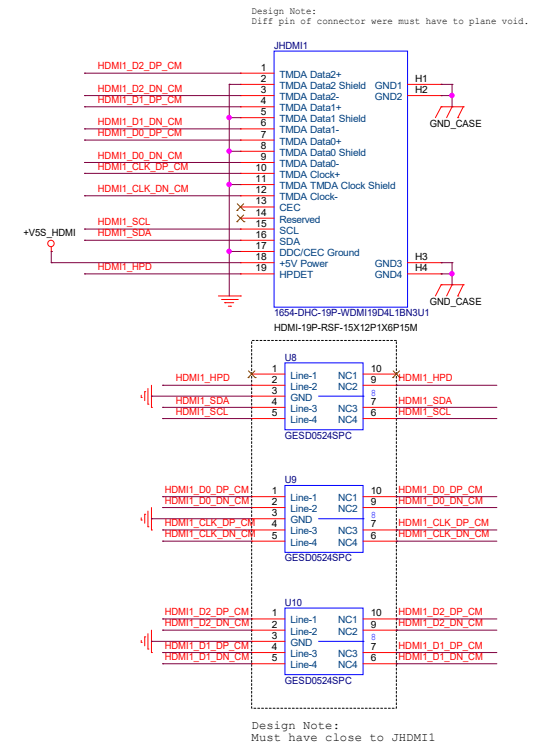 Design Note:
Diff pin of connector were must have to plane void.
JHDMI1
HDMI1_D2_DP_CM 1 TMDA Data2+
2 TMDA Data2 Shield GND1 H1
HDMI1_D2_DN_CM 3 TMDA Data2- GND2 H2
HDMI1_D1_DP_CM 4 TMDA Data1+
5 TMDA Data1 Shield GND_CASE
HDMI1_D1_DN_CM 6 TMDA Data1-
HDMI1_D0_DP_CM 7 TMDA Data0+
8 TMDA Data0 Shield
HDMI1_D0_DN_CM 9 TMDA Data0-
HDMI1_CLK_DP_CM 10 TMDA Clock+
11 TMDA TMDA Clock Shield
HDMI1_CLK_DN_CM 12 TMDA Clock-
13 CEC
14 Reserved
HDMI1_SCL 15 SCL
+V5S_HDMI HDMI1_SDA 16 SDA
17 DDC/CEC Ground
18 +5V Power GND3 H3
HDMI1_HPD 19 HPDET GND4 H4
GND_CASE
1654-DHC-19P-WDMI19D4L1BN3U1
HDMI-19P-RSF-15X12P1X6P15M
U8
1 Line-1 NC1 10
HDMI1_HPD 2 Line-2 NC2 9 HDMI1_HPD
3 GND 8
HDMI1_SDA 4 Line-3 NC3 7 HDMI1_SDA
HDMI1_SCL 5 Line-4 NC4 6 HDMI1_SCL
GESD0524SPC
U9
HDMI1_D0_DP_CM 1 Line-1 NC1 10 HDMI1_D0_DP_CM
HDMI1_D0_DN_CM 2 Line-2 NC2 9 HDMI1_D0_DN_CM
3 GND 8
HDMI1_CLK_DP_CM 4 Line-3 NC3 7 HDMI1_CLK_DP_CM
HDMI1_CLK_DN_CM 5 Line-4 NC4 6 HDMI1_CLK_DN_CM
GESD0524SPC
U10
HDMI1_D2_DP_CM 1 Line-1 NC1 10 HDMI1_D2_DP_CM
HDMI1_D2_DN_CM 2 Line-2 NC2 9 HDMI1_D2_DN_CM
3 GND 8
HDMI1_D1_DP_CM 4 Line-3 NC3 7 HDMI1_D1_DP_CM
HDMI1_D1_DN_CM 5 Line-4 NC4 6 HDMI1_D1_DN_CM
GESD0524SPC
Design Note:
Must have close to JHDMI1